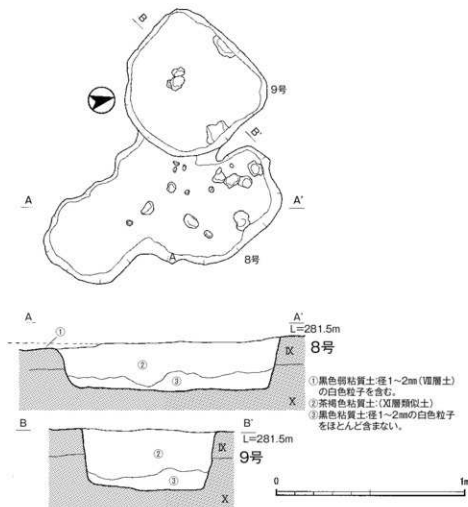 B
9号
B'
A
A'
A
8号
A
A'
L=281.5m
①
8号
②
Ⅸ
③
Ⅹ
①黒色弱粘質土:径1~2㎜(Ⅷ層土)
の白色粒子を含む。
②茶褐色粘質土:(Ⅺ層類似土)
③黒色粘質土:径1~2㎜の白色粒子
をほとんど含まない。
B
B'
L=281.5m
9号
②
Ⅸ
③
Ⅹ
0
1m